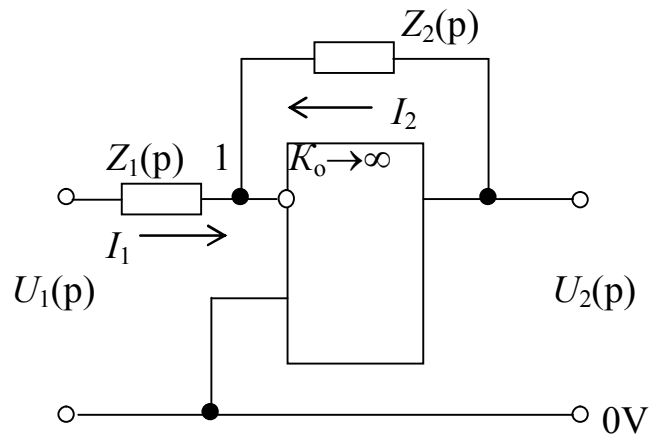 Z₂(p)
I₂
Z₁(p) 1 Kₒ→∞
I₁
U₁(p) U₂(p)
0V